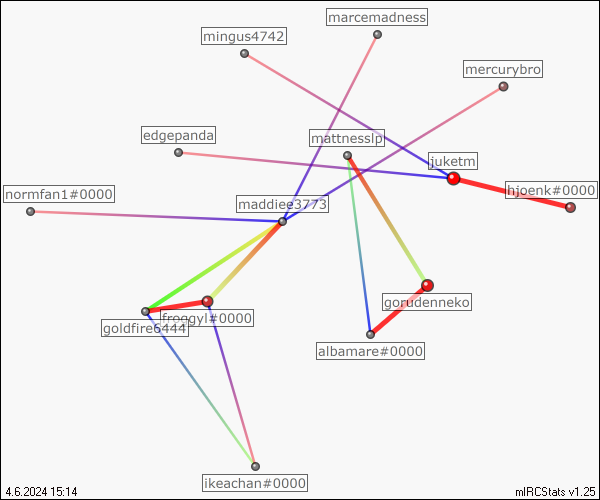 marcemadness
mingus4742
mercurybro
edgepanda
mattnesslp
juketm
hjoenk#0000
normfan1#0000
maddiee3773
gorudenneko
froggyl#0000
goldfire6444
albamare#0000
ikeachan#0000
4.6.2024 15:14
mIRCStats v1.25